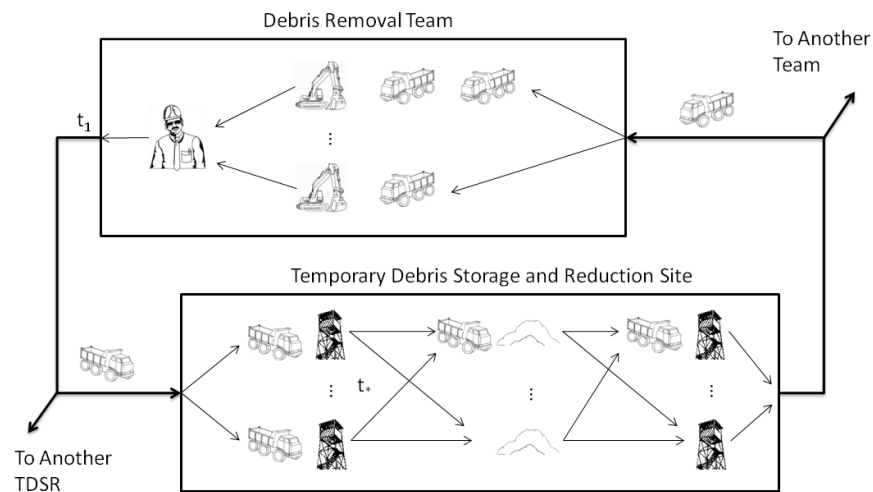 Debris Removal Team
To Another
Team
t₁
Temporary Debris Storage and Reduction Site
t*
To Another
TDSR